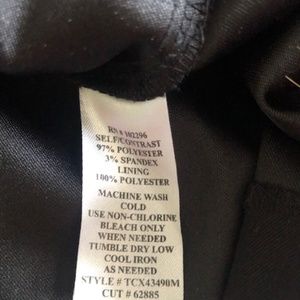 RN # 102296
SELF/CONTRAST
97% POLYESTER
3% SPANDEX
LINING
100% POLYESTER
MACHINE WASH
COLD
USE NON-CHLORINE
BLEACH ONLY
WHEN NEEDED
TUMBLE DRY LOW
COOL IRON
AS NEEDED
STYLE # TCX43490M
CUT # 62885